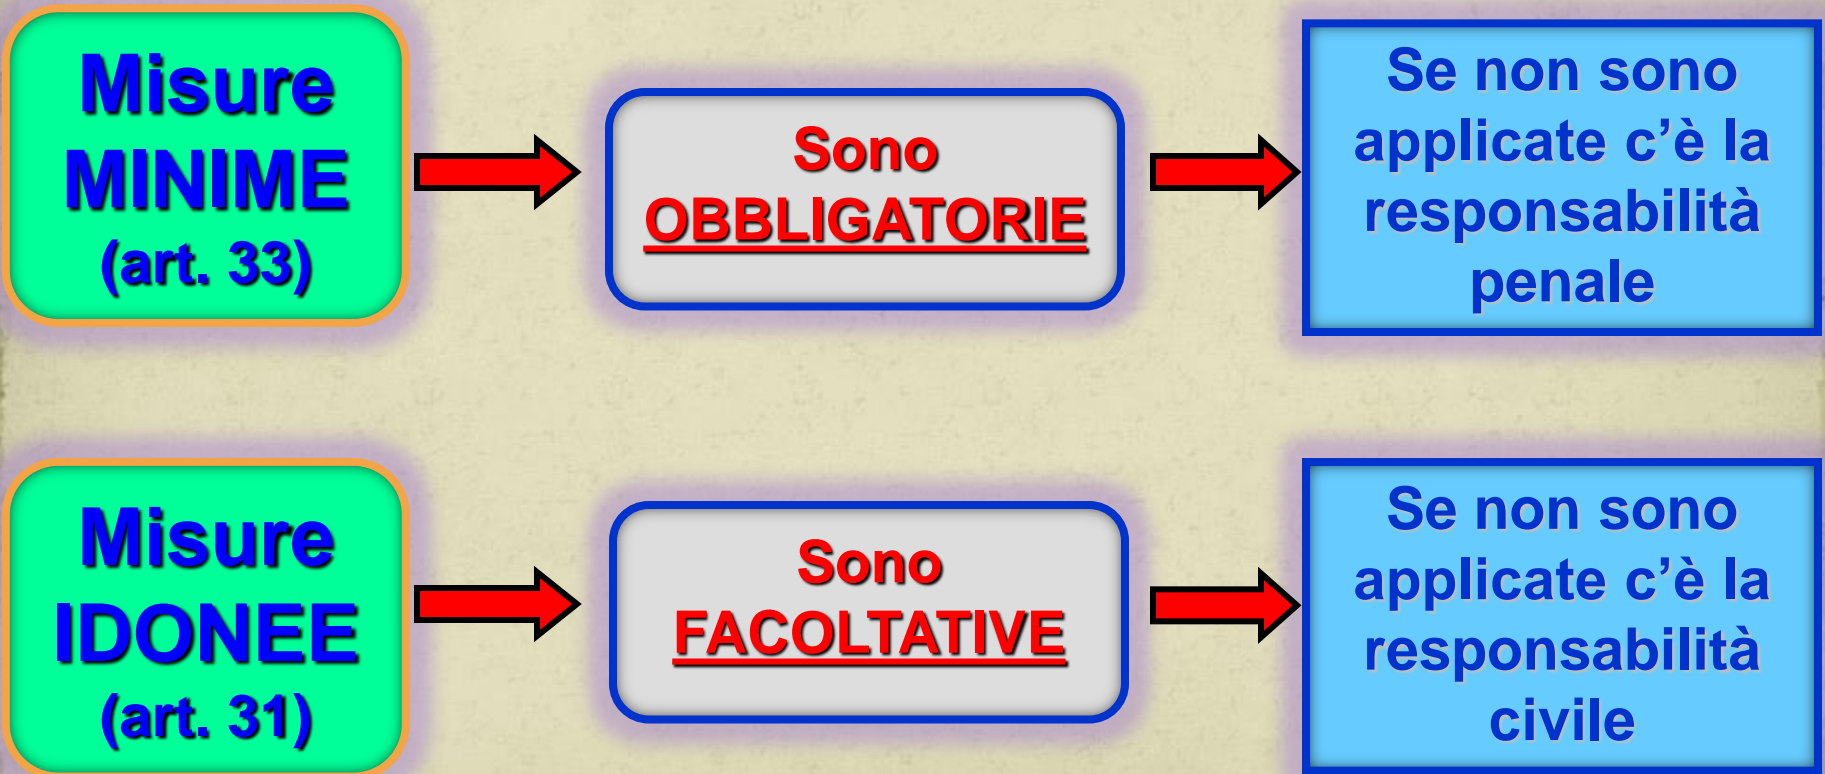 Misure
MINIME
(art. 33)
Sono
OBBLIGATORIE
Se non sono
applicate c’è la
responsabilità
penale
Misure
IDONEE
(art. 31)
Sono
FACOLTATIVE
Se non sono
applicate c’è la
responsabilità
civile